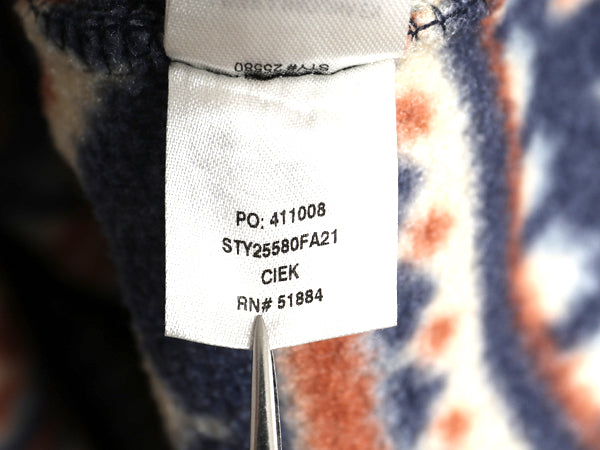 STY# 25580
PO: 411008
STY25580FA21
CIEK
RN# 51884